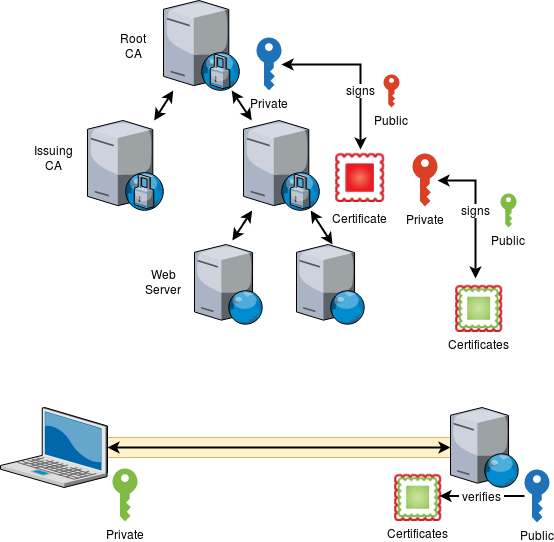 Root
CA
Private
signs
Public
Issuing
CA
Certificate
Private
signs
Public
Web
Server
Certificates
Private
Certificates
verifies
Public